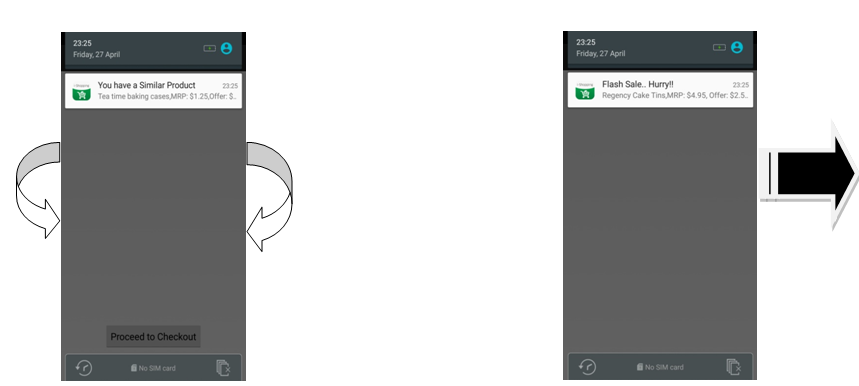 23:25
Friday, 27 April
You have a Similar Product 23:25
Tea time baking cases,MRP: $1.25,Offer: $..
Proceed to Checkout
No SIM card
23:25
Friday, 27 April
Flash Sale.. Hurry!! 23:25
Regency Cake Tins,MRP: $4.95, Offer: $2.5..
No SIM card